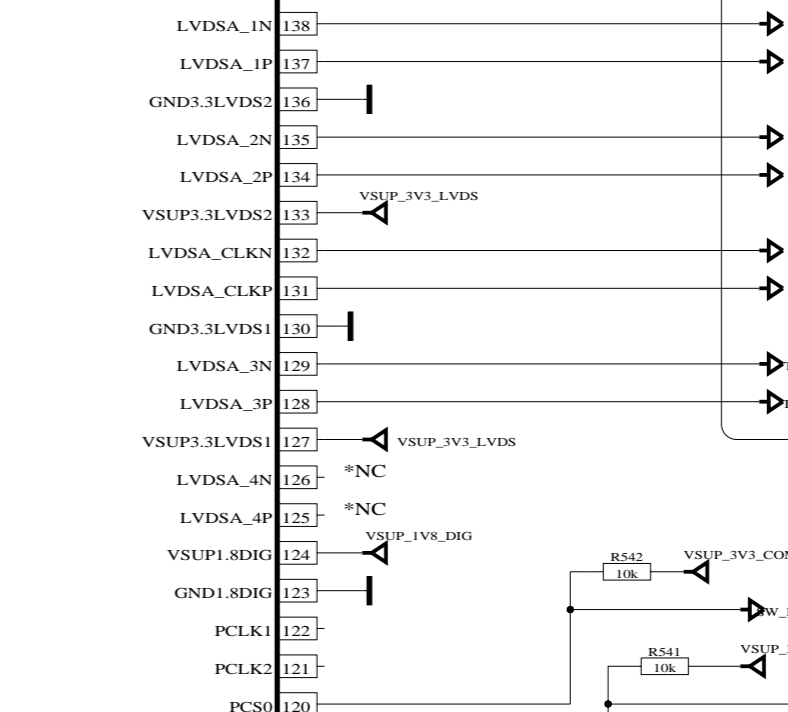 LVDSA_1N 138
LVDSA_1P 137
GND3.3LVDS2 136
LVDSA_2N 135
LVDSA_2P 134
VSUP_3V3_LVDS
VSUP3.3LVDS2 133
LVDSA_CLKN 132
LVDSA_CLKP 131
GND3.3LVDS1 130
LVDSA_3N 129
LVDSA_3P 128
VSUP3.3LVDS1 127 VSUP_3V3_LVDS
LVDSA_4N 126 *NC
LVDSA_4P 125 *NC
VSUP_1V8_DIG
VSUP1.8DIG 124
R542 VSUP_3V3_COM
10k
GND1.8DIG 123
PCLK1 122
R541 VSUP_
PCLK2 121 10k
PCS0 120